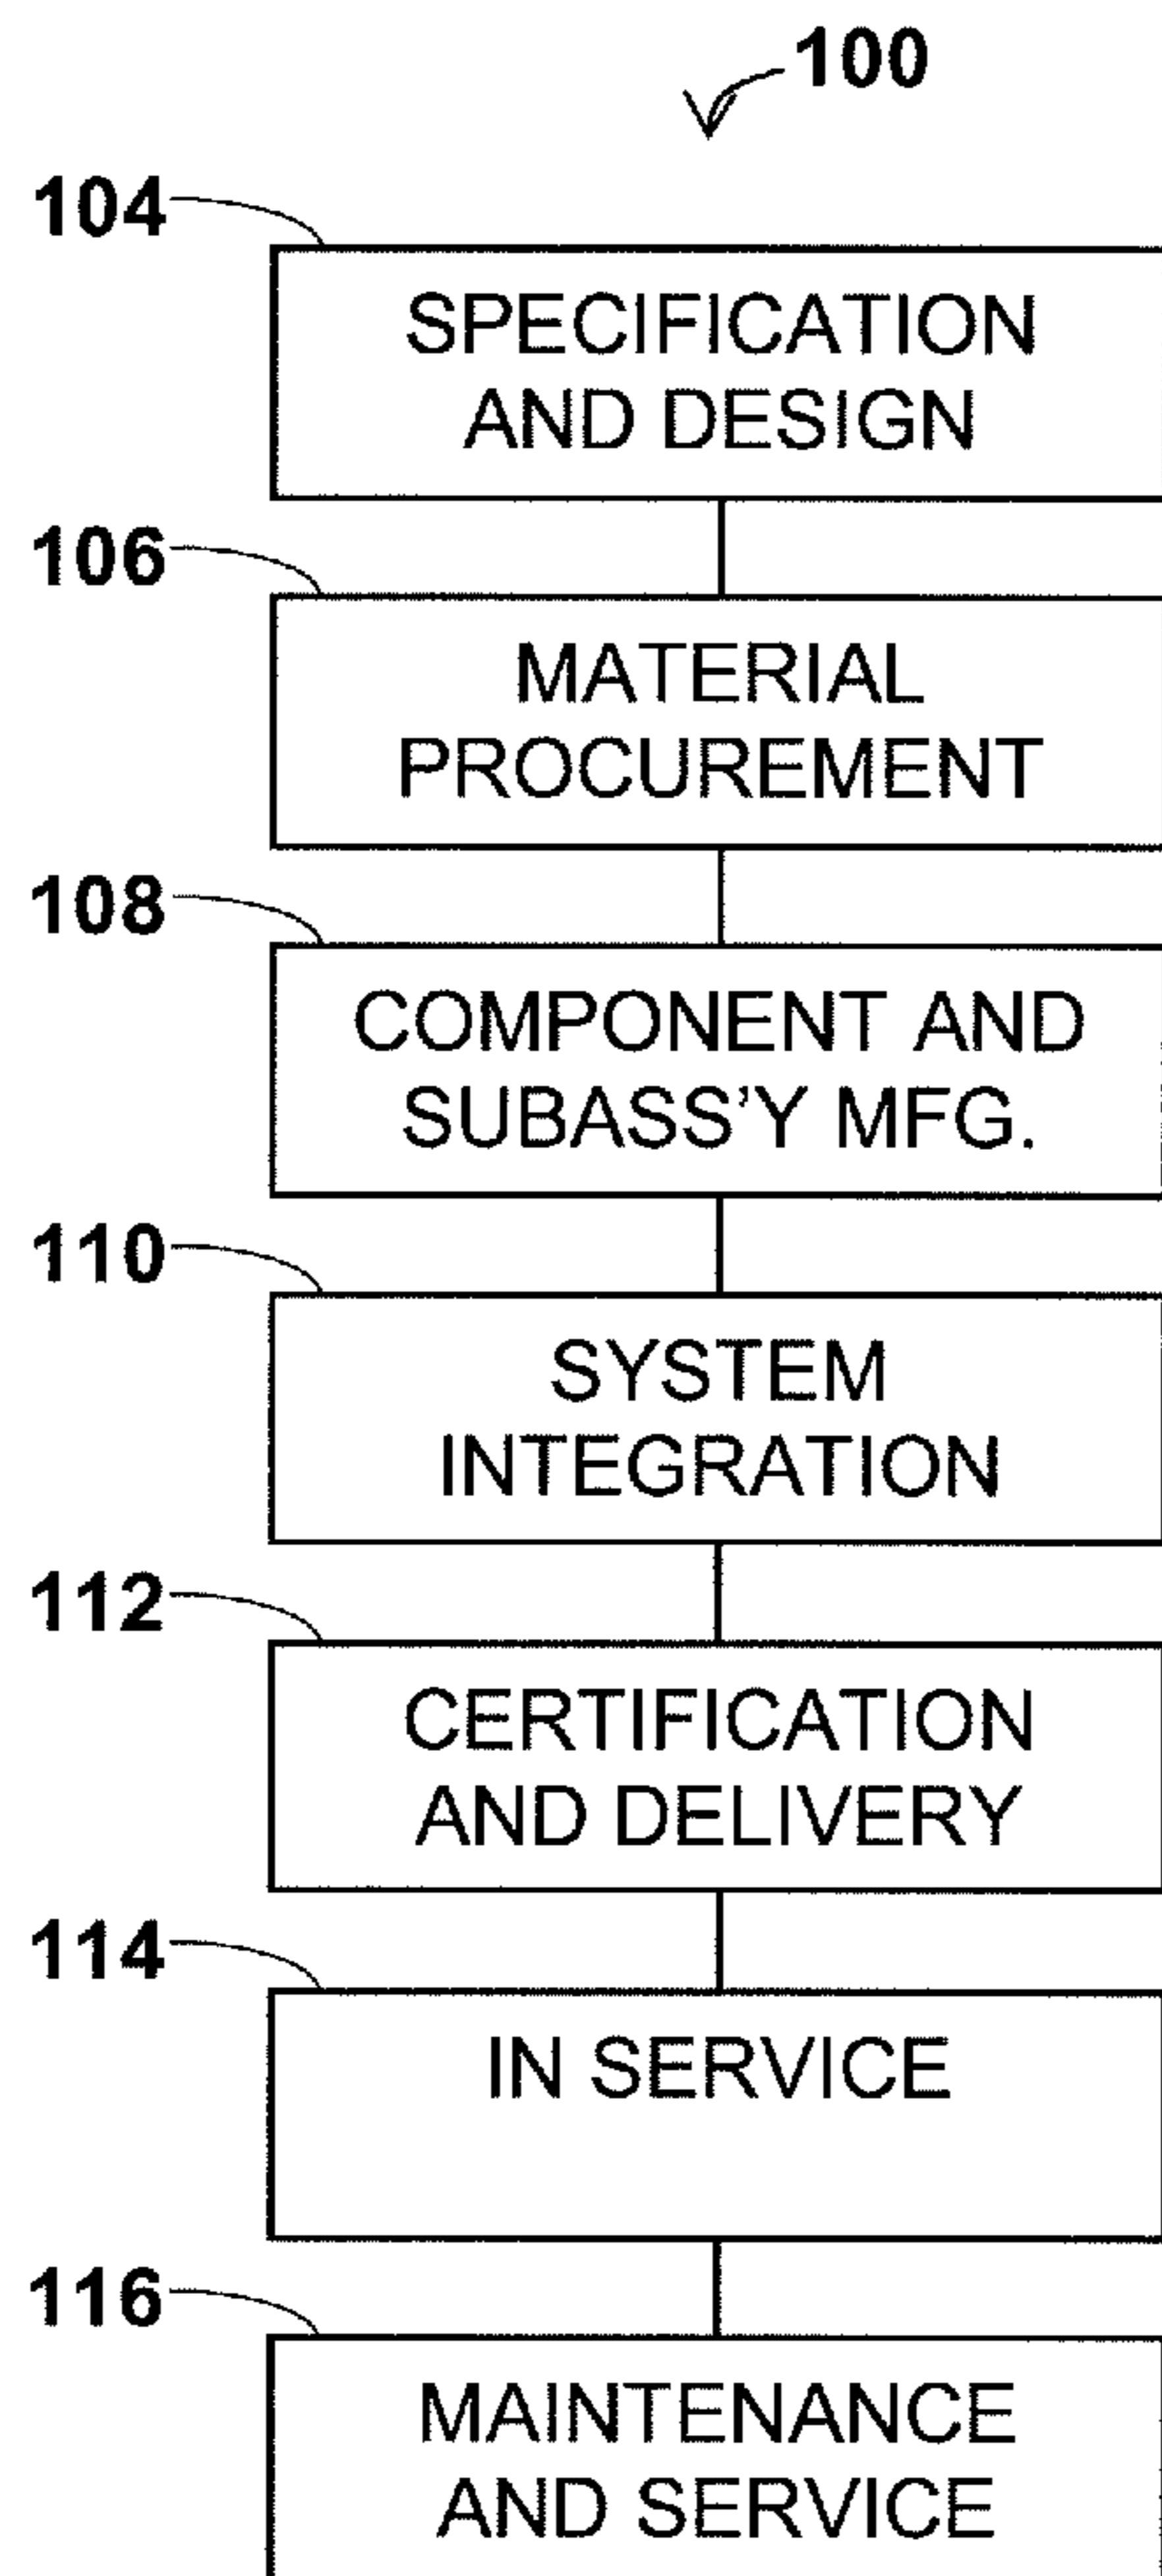 100
104
SPECIFICATION
AND DESIGN
106
MATERIAL
PROCUREMENT
108
COMPONENT AND
SUBASS'Y MFG.
110
SYSTEM
INTEGRATION
112
CERTIFICATION
AND DELIVERY
114
IN SERVICE
116
MAINTENANCE
AND SERVICE